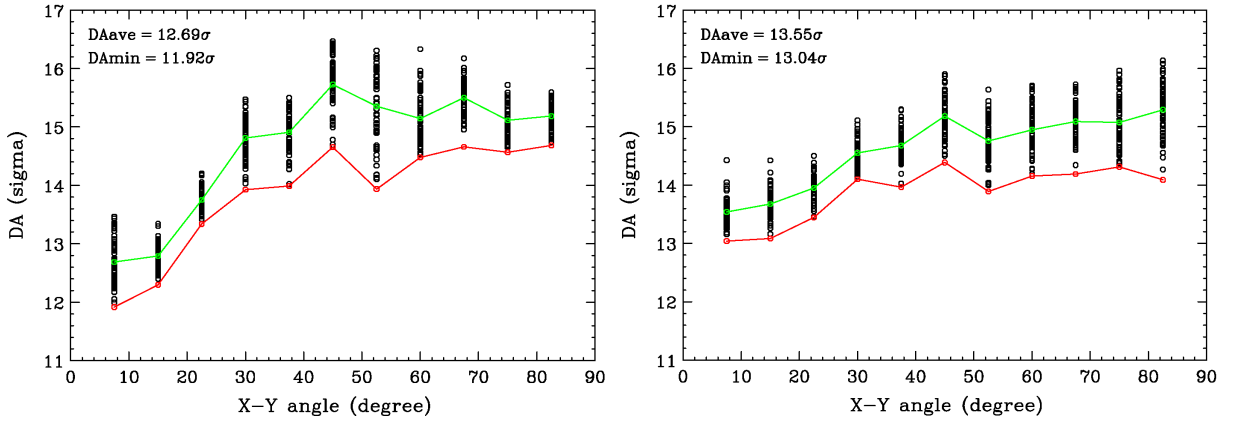 DAave = 12.69σ
DAmin = 11.92σ
17
16
15
14
13
12
11
DA (sigma)
0 10 20 30 40 50 60 70 80 90
X−Y angle (degree)
DAave = 13.55σ
DAmin = 13.04σ
17
16
15
14
13
12
11
DA (sigma)
0 10 20 30 40 50 60 70 80 90
X−Y angle (degree)